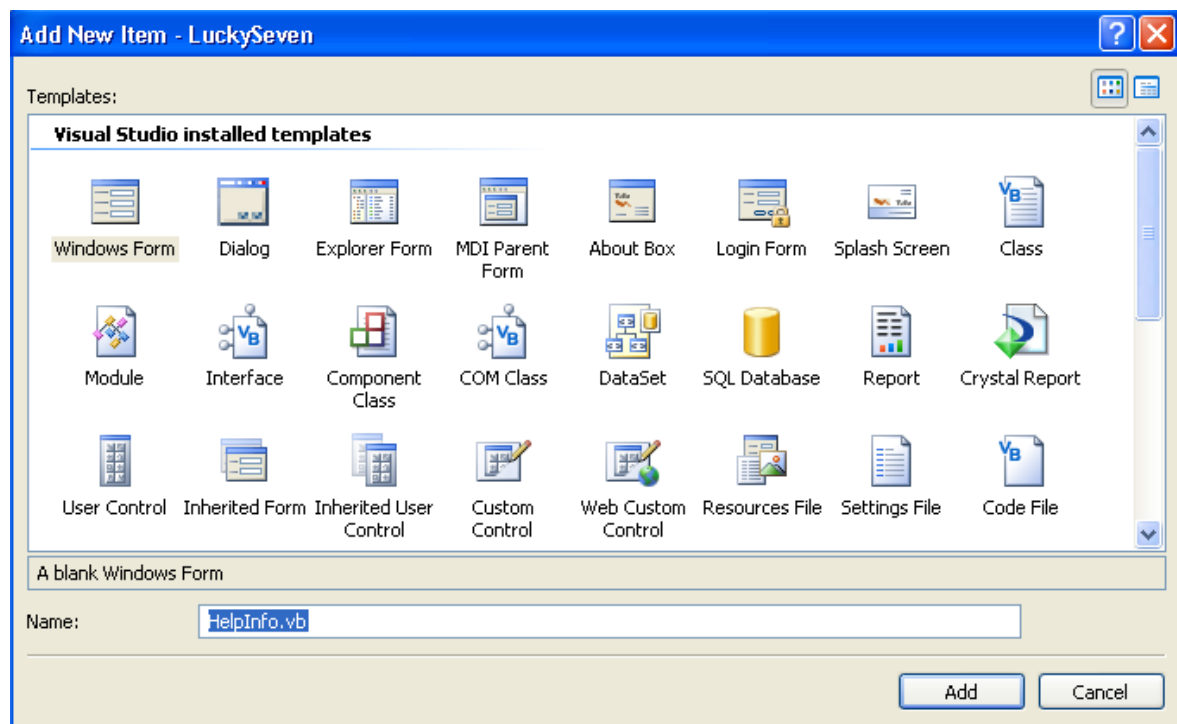 Add New Item - LuckySeven
Templates:
Visual Studio installed templates
Windows Form Dialog Explorer Form MDI Parent Form About Box Login Form Splash Screen Class
Module Interface Component Class COM Class DataSet SQL Database Report Crystal Report
User Control Inherited Form Inherited User Control Custom Control Web Custom Control Resources File Settings File Code File
A blank Windows Form
Name: HelpInfo.vb
Add Cancel